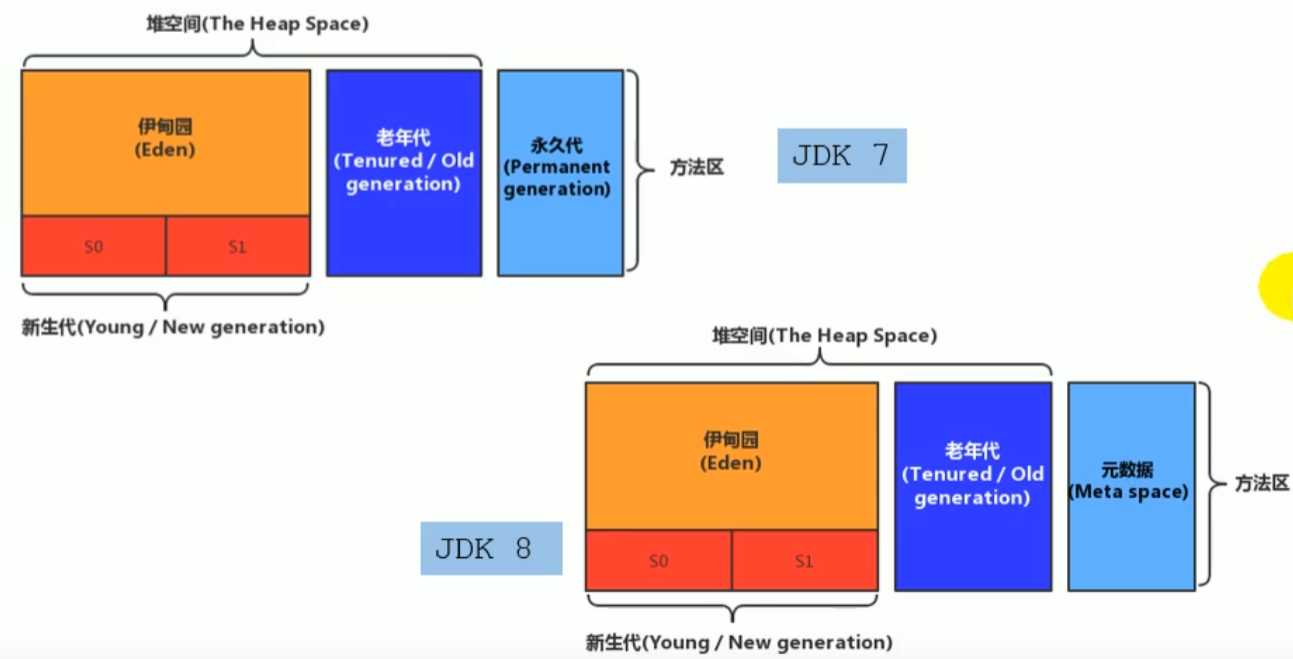 堆空间(The Heap Space)
伊甸园
(Eden)
S0
S1
老年代
(Tenured / Old
generation)
永久代
(Permanent
generation)
方法区
JDK 7
新生代(Young / New generation)
堆空间(The Heap Space)
伊甸园
(Eden)
S0
S1
老年代
(Tenured / Old
generation)
元数据
(Meta space)
方法区
JDK 8
新生代(Young / New generation)